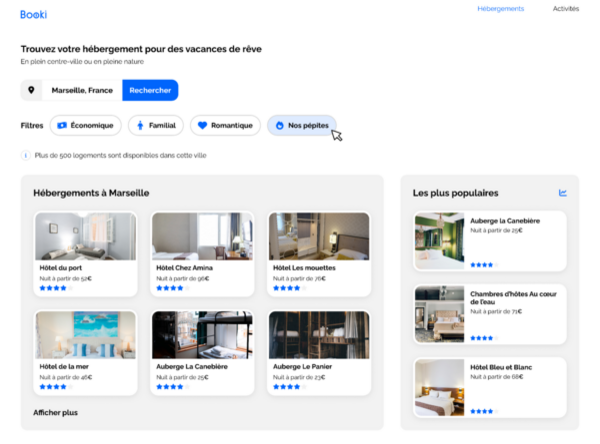 Booki
Hébergements
Activités
Trouvez votre hébergement pour des vacances de rêve
En plein centre-ville ou en pleine nature
Marseille, France
Rechercher
Filtres
Économique
Familial
Romantique
Nos pépites
Plus de 500 logements sont disponibles dans cette ville
Hébergements à Marseille
Hôtel du port
Nuit à partir de 52€
Hôtel Chez Amina
Nuit à partir de 96€
Hôtel Les mouettes
Nuit à partir de 76€
Hôtel de la mer
Nuit à partir de 46€
Auberge La Canebière
Nuit à partir de 25€
Auberge Le Panier
Nuit à partir de 23€
Afficher plus
Les plus populaires
Auberge la Canebière
Nuit à partir de 25€
Chambres d'hôtes Au cœur
de l'eau
Nuit à partir de 71€
Hôtel Bleu et Blanc
Nuit à partir de 68€